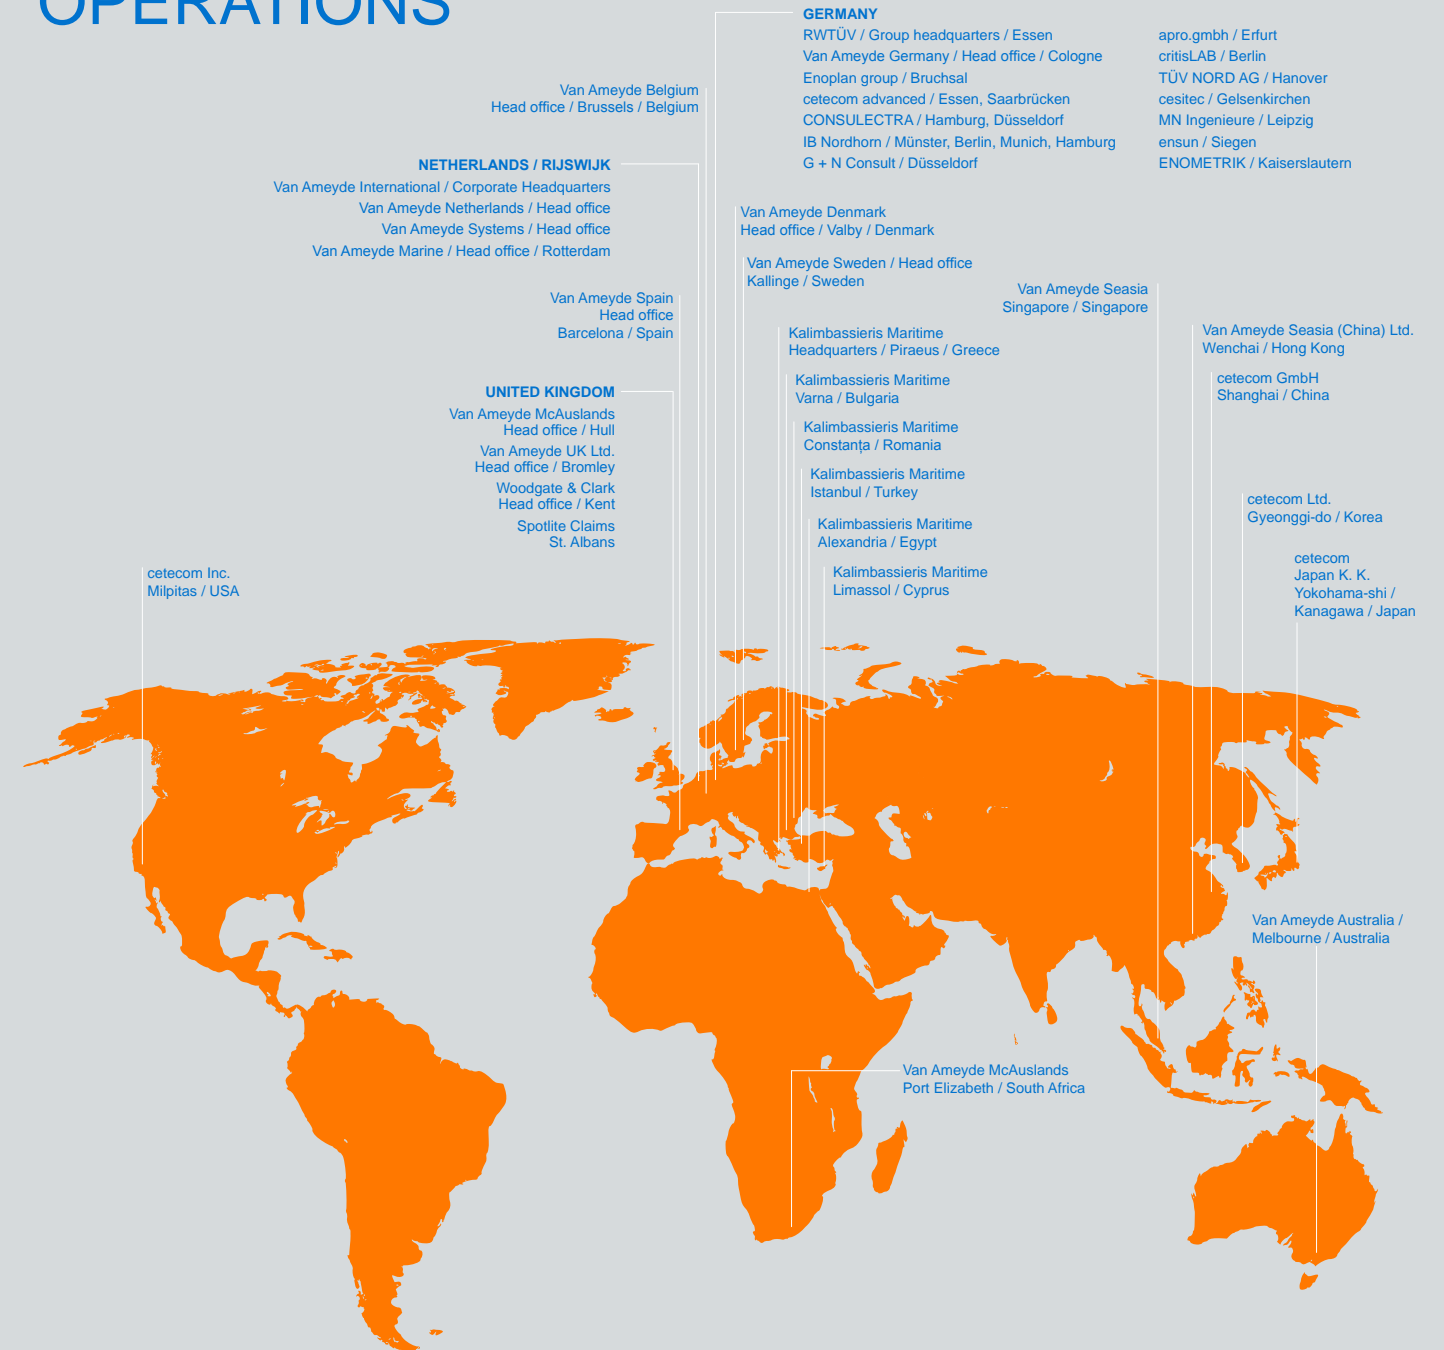 OPERATIONS
GERMANY
RWTÜV / Group headquarters / Essen
Van Ameyde Germany / Head office / Cologne
Enoplan group / Bruchsal
cetecom advanced / Essen, Saarbrücken
CONSULECTRA / Hamburg, Düsseldorf
IB Nordhorn / Münster, Berlin, Munich, Hamburg
G + N Consult / Düsseldorf
apro.gmbh / Erfurt
critisLAB / Berlin
TÜV NORD AG / Hanover
cesitec / Gelsenkirchen
MN Ingenieure / Leipzig
ensun / Siegen
ENOMETRIK / Kaiserslautern
Van Ameyde Belgium
Head office / Brussels / Belgium
NETHERLANDS / RIJSWIJK
Van Ameyde International / Corporate Headquarters
Van Ameyde Netherlands / Head office
Van Ameyde Systems / Head office
Van Ameyde Marine / Head office / Rotterdam
Van Ameyde Denmark
Head office / Valby / Denmark
Van Ameyde Sweden / Head office
Kallinge / Sweden
Van Ameyde Spain
Head office
Barcelona / Spain
Van Ameyde Seasia
Singapore / Singapore
Kalimbassieris Maritime
Headquarters / Piraeus / Greece
Van Ameyde Seasia (China) Ltd.
Wenchai / Hong Kong
Kalimbassieris Maritime
Varna / Bulgaria
cetecom GmbH
Shanghai / China
UNITED KINGDOM
Van Ameyde McAuslands
Head office / Hull
Van Ameyde UK Ltd.
Head office / Bromley
Woodgate & Clark
Head office / Kent
Spotlite Claims
St. Albans
Kalimbassieris Maritime
Constanța / Romania
Kalimbassieris Maritime
Istanbul / Turkey
Kalimbassieris Maritime
Alexandria / Egypt
Kalimbassieris Maritime
Limassol / Cyprus
cetecom Ltd.
Gyeonggi-do / Korea
cetecom
Japan K. K.
Yokohama-shi /
Kanagawa / Japan
cetecom Inc.
Milpitas / USA
Van Ameyde Australia /
Melbourne / Australia
Van Ameyde McAuslands
Port Elizabeth / South Africa